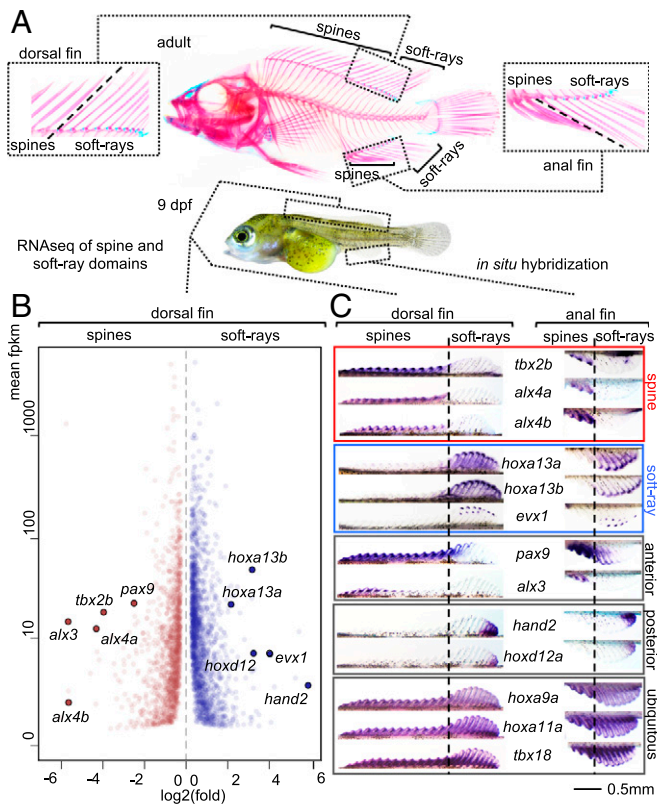 A
adult
spines
soft-rays
dorsal fin
spines
soft-rays
spines
soft-rays
anal fin
spines
soft-rays
9 dpf
RNAseq of spine and
soft-ray domains
in situ hybridization
B
dorsal fin
spines
soft-rays
mean fpkm
1000
100
10
0
hoxa13b
hoxa13a
pax9
tbx2b
alx3
alx4a
hoxd12
evx1
hand2
alx4b
-6
-4
-2
0
0
2
4
6
log2(fold)
C
dorsal fin
anal fin
spines
soft-rays
spines
soft-rays
tbx2b
alx4a
alx4b
spine
hoxa13a
hoxa13b
evx1
soft-ray
pax9
alx3
anterior
hand2
hoxd12a
posterior
hoxa9a
hoxa11a
tbx18
ubiquitous
0.5mm